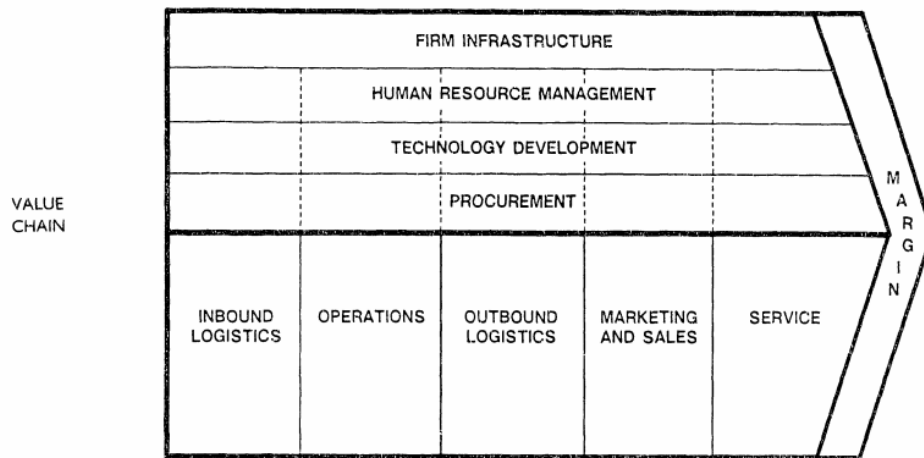 FIRM INFRASTRUCTURE
HUMAN RESOURCE MANAGEMENT
TECHNOLOGY DEVELOPMENT
PROCUREMENT
VALUE
CHAIN
MARGIN
INBOUND
LOGISTICS
OPERATIONS
OUTBOUND
LOGISTICS
MARKETING
AND SALES
SERVICE